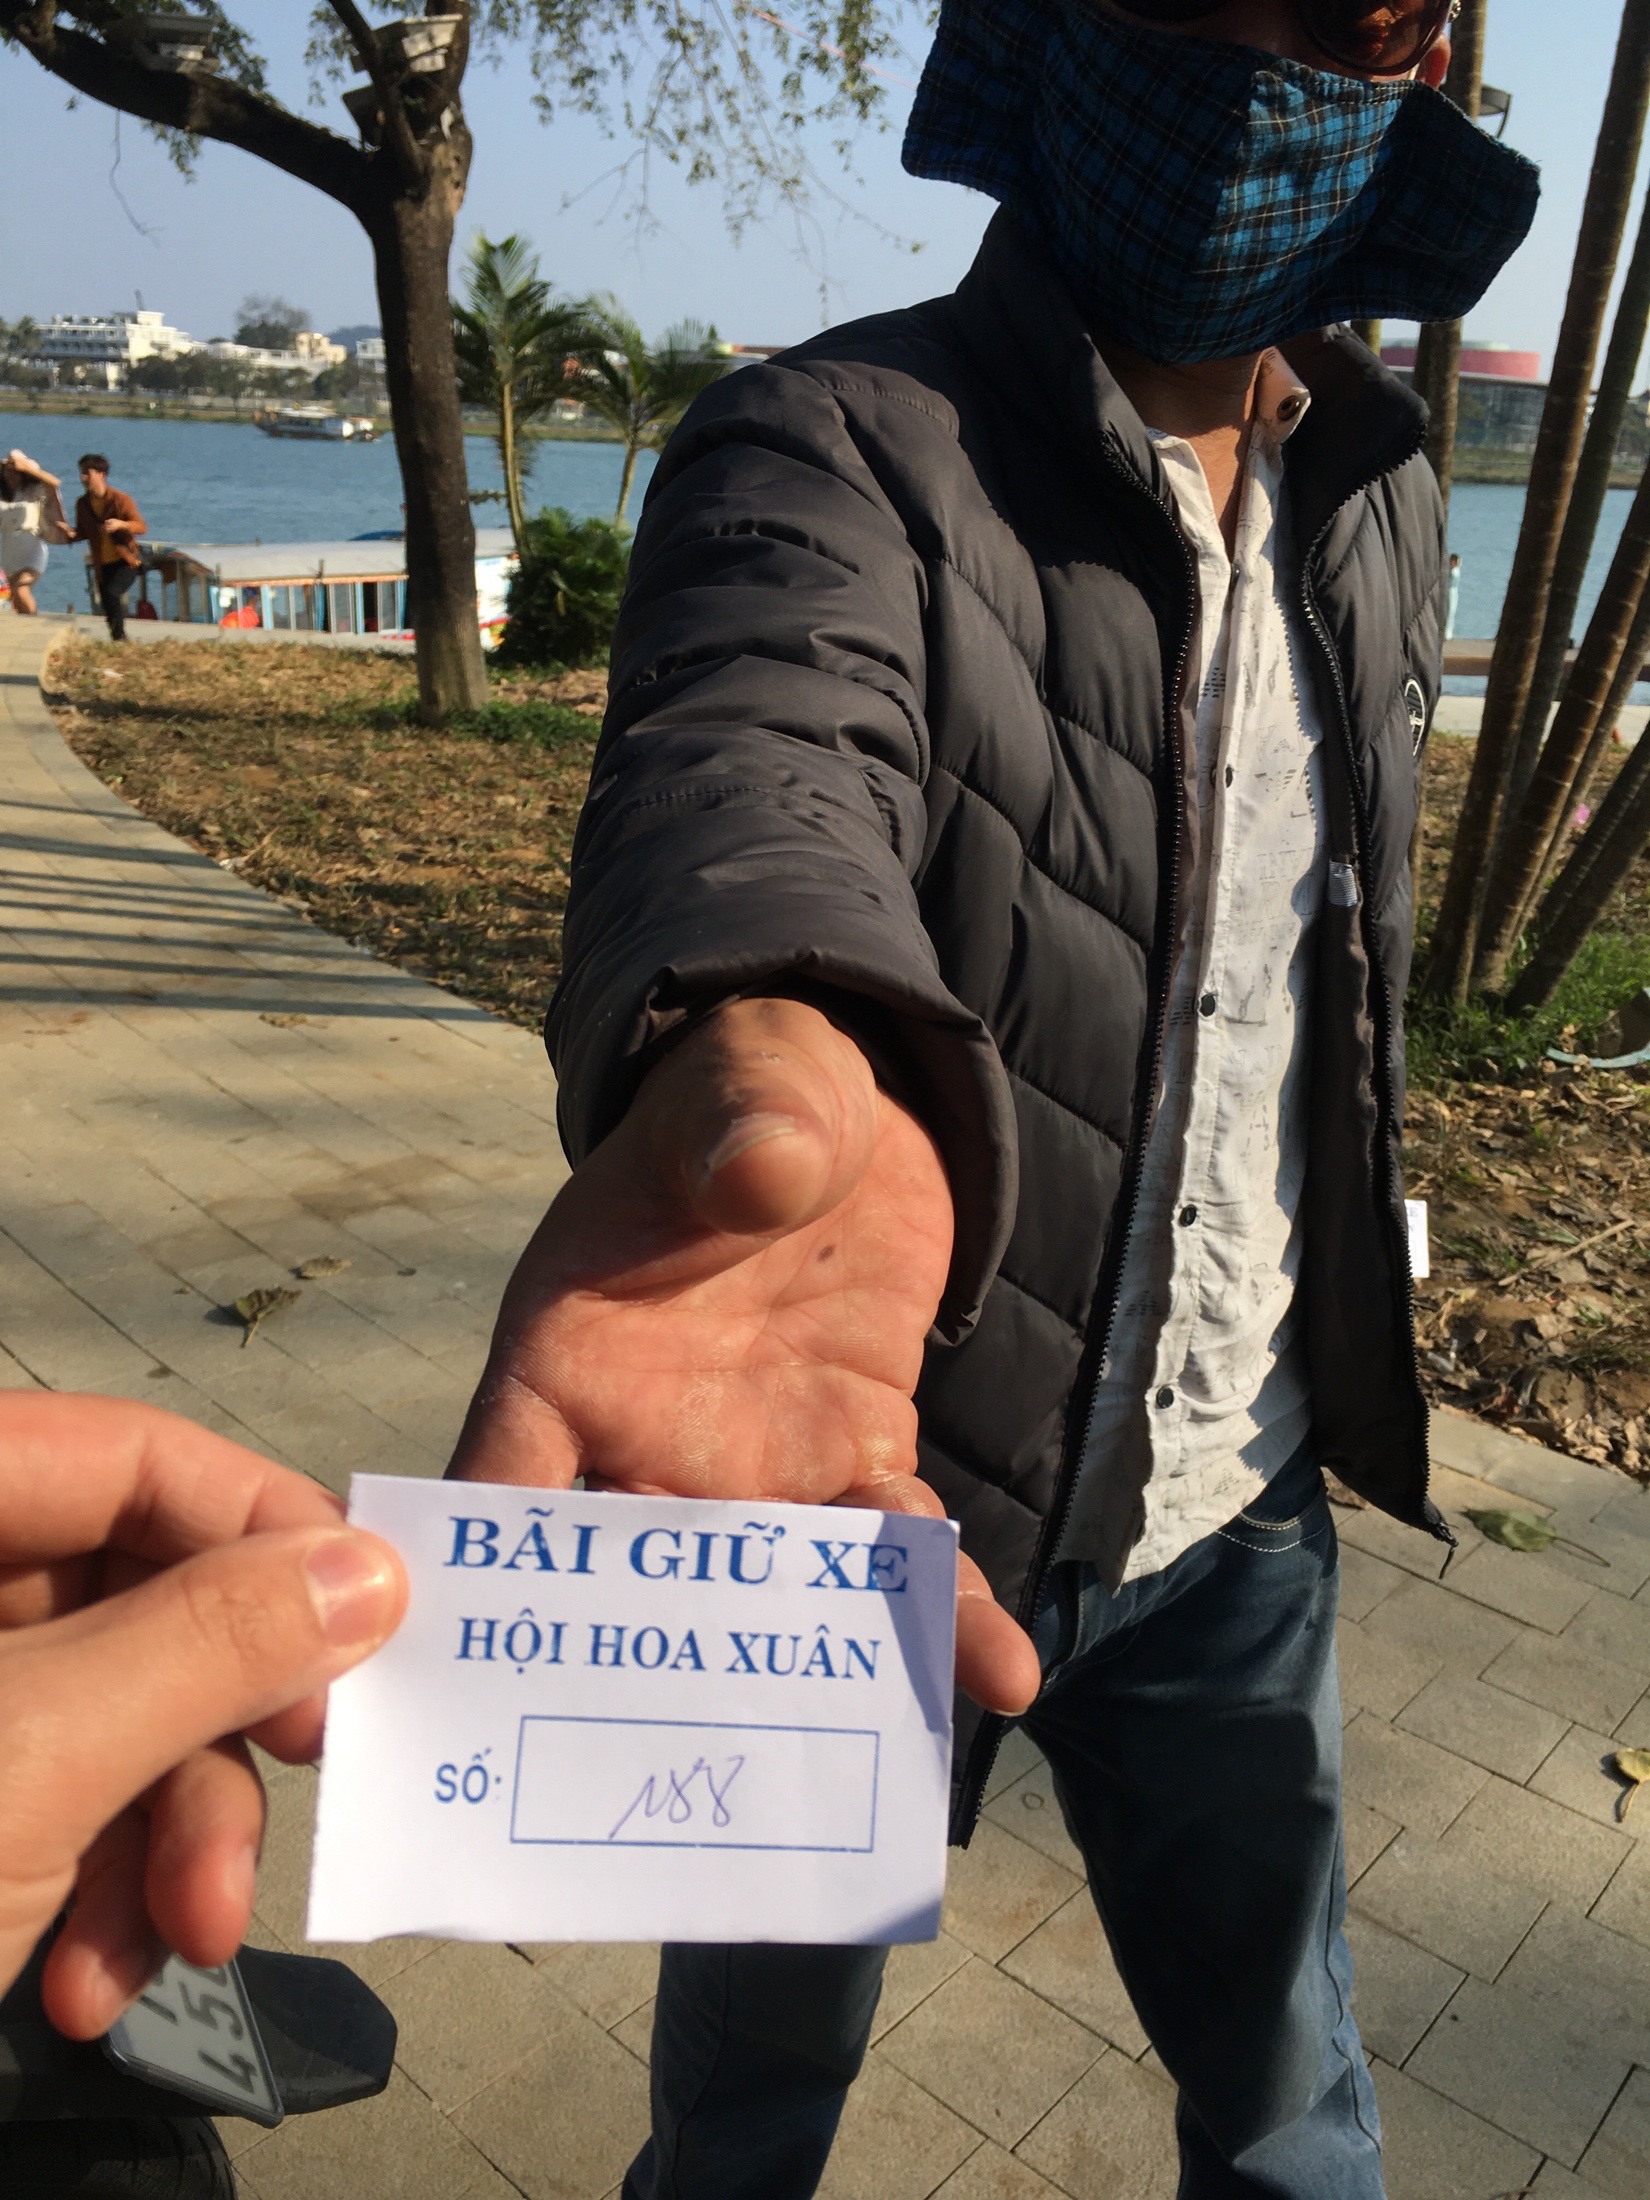 BÃI GIỮ XE
HỘI HOA XUÂN
SỐ: 188